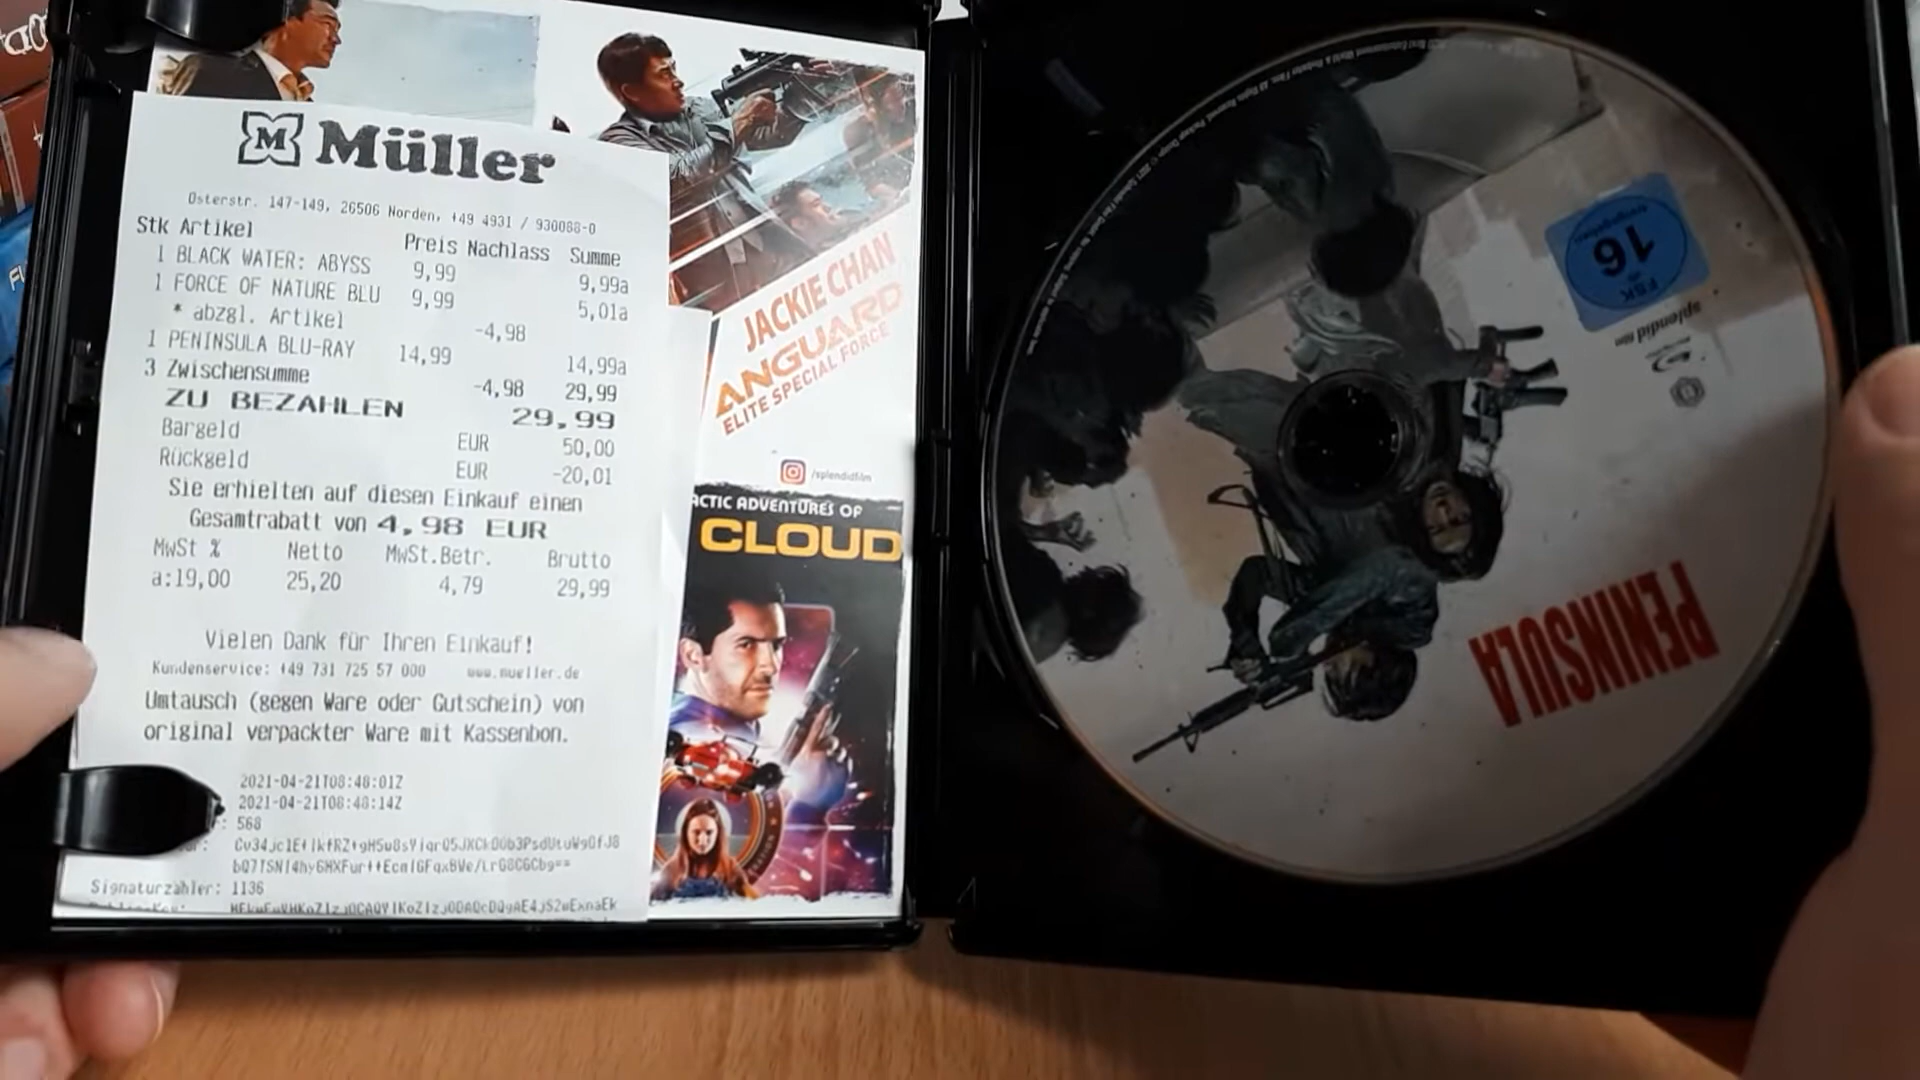 M Müller
Osterstr. 147-149, 26506 Norden, +49 4931 / 930088-0
Stk Artikel Preis Nachlass Summe
1 BLACK WATER: ABYSS 9,99 9,99a
1 FORCE OF NATURE BLU 9,99 5,01a
* abzgl. Artikel -4,98
1 PENINSULA BLU-RAY 14,99 14,99a
3 Zwischensumme -4,98 29,99
ZU BEZAHLEN 29,99
Bargeld EUR 50,00
Rückgeld EUR -20,01
Sie erhielten auf diesen Einkauf einen
Gesamtrabatt von 4,98 EUR
MwSt % Netto MwSt.Betr. Brutto
a:19,00 25,20 4,79 29,99
Vielen Dank für Ihren Einkauf!
Kundenservice: +49 731 725 57 000 www.mueller.de
Umtausch (gegen Ware oder Gutschein) von
original verpackter Ware mit Kassenbon.
2021-04-21T08:48:01Z
2021-04-21T08:48:14Z
: 568
Signaturzähler: 1136
JACKIE CHAN
ANGUARD
ELITE SPECIAL FORCE
/splendidfilm
ACTIC ADVENTURES OF
CLOUD
FSK
ab
16
freigegeben
splendid film
PENINSULA